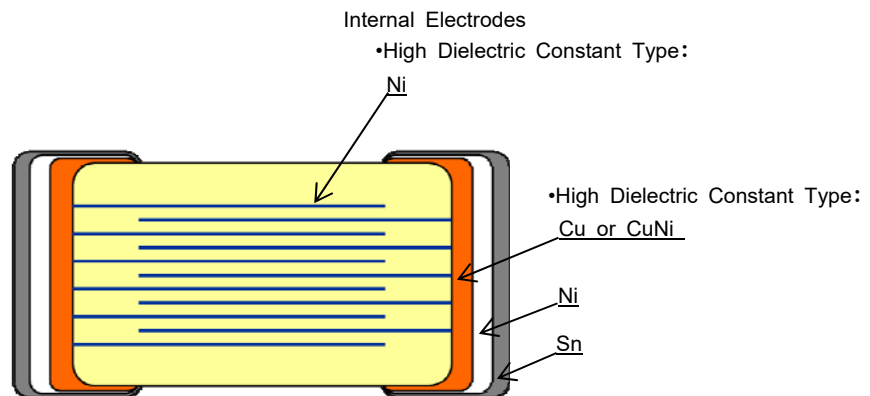 Internal Electrodes
•High Dielectric Constant Type：
Ni
•High Dielectric Constant Type：
Cu or CuNi
Ni
Sn